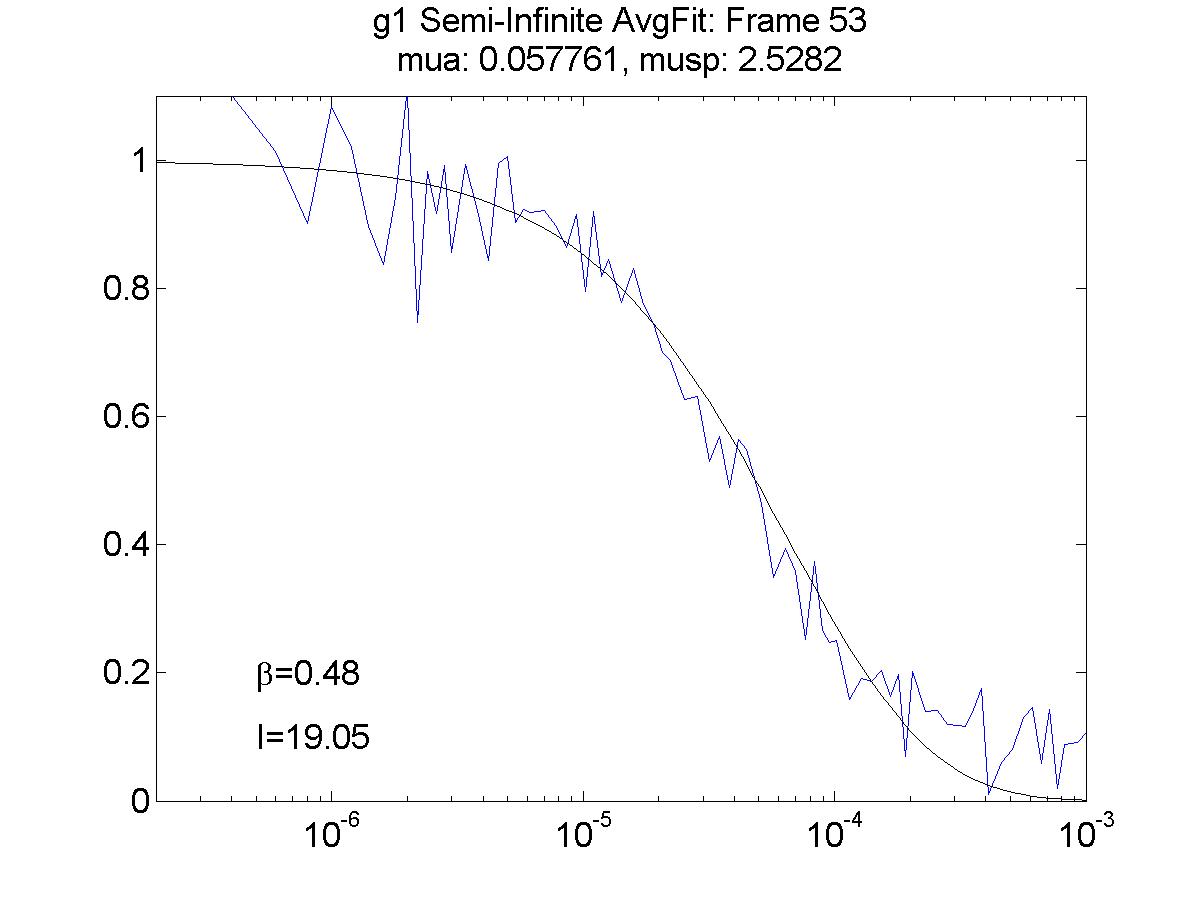 g1 Semi-Infinite AvgFit: Frame 53
mua: 0.057761, musp: 2.5282
1
0.8
0.6
0.4
0.2
0
β=0.48
I=19.05
10^-6
10^-5
10^-4
10^-3